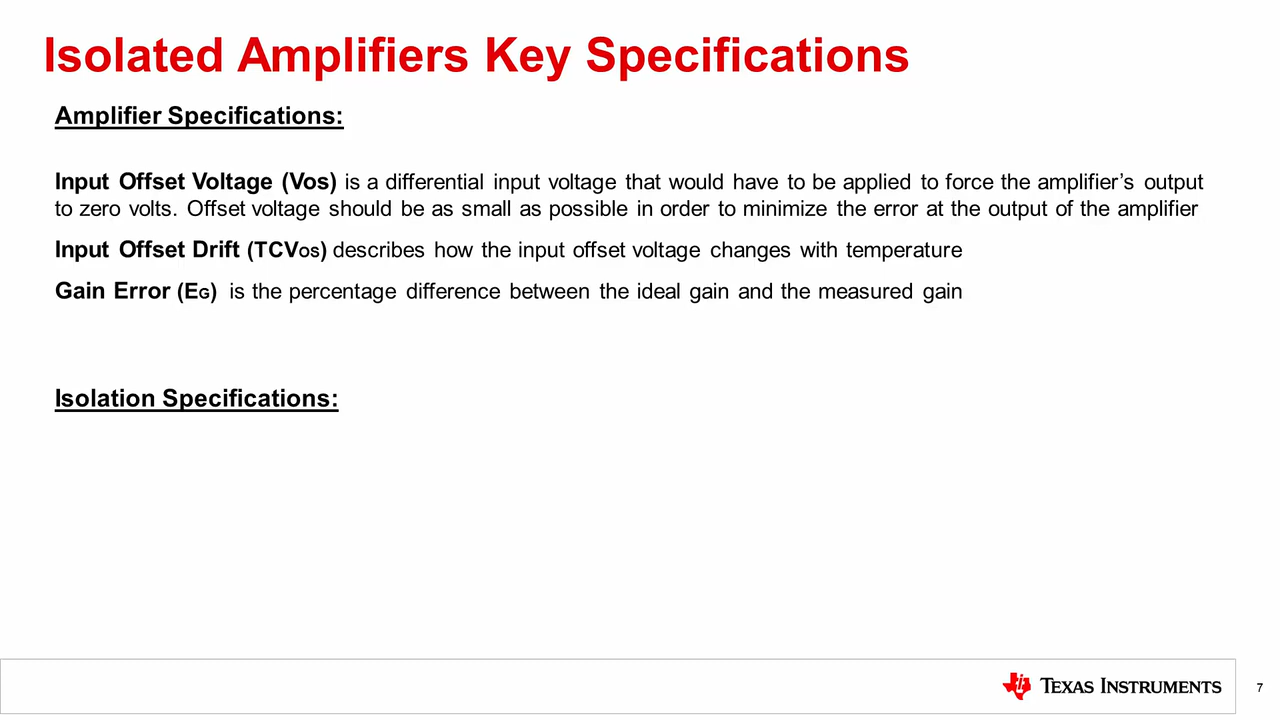 Isolated Amplifiers Key Specifications
Amplifier Specifications:
Input Offset Voltage (Vos) is a differential input voltage that would have to be applied to force the amplifier’s output
to zero volts. Offset voltage should be as small as possible in order to minimize the error at the output of the amplifier
Input Offset Drift (TCVOS) describes how the input offset voltage changes with temperature
Gain Error (EG) is the percentage difference between the ideal gain and the measured gain
Isolation Specifications:
TEXAS INSTRUMENTS
7